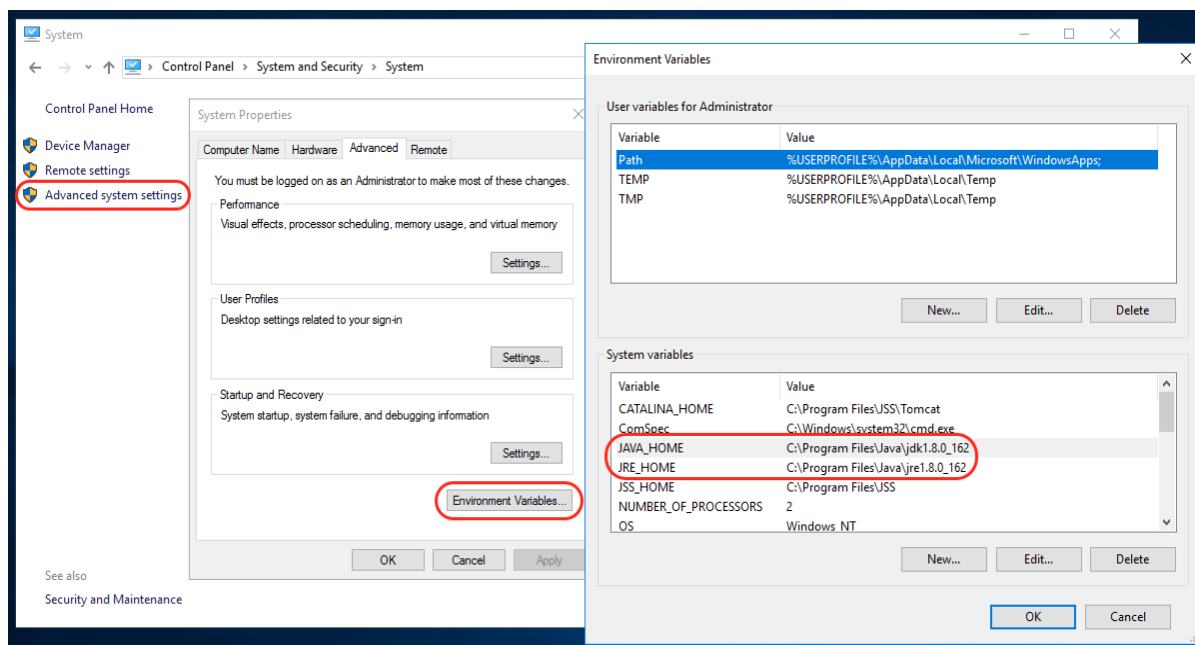 System
Control Panel > System and Security > System
Control Panel Home
Device Manager
Remote settings
Advanced system settings
See also
Security and Maintenance
System Properties
Computer Name Hardware Advanced Remote
You must be logged on as an Administrator to make most of these changes.
Performance
Visual effects, processor scheduling, memory usage, and virtual memory
Settings...
User Profiles
Desktop settings related to your sign-in
Settings...
Startup and Recovery
System startup, system failure, and debugging information
Settings...
Environment Variables...
OK Cancel Apply
Environment Variables
User variables for Administrator
Variable Value
Path %USERPROFILE%\AppData\Local\Microsoft\WindowsApps;
TEMP %USERPROFILE%\AppData\Local\Temp
TMP %USERPROFILE%\AppData\Local\Temp
New... Edit... Delete
System variables
Variable Value
CATALINA_HOME C:\Program Files\JSS\Tomcat
ComSpec C:\Windows\system32\cmd.exe
JAVA_HOME C:\Program Files\Java\jdk1.8.0_162
JRE_HOME C:\Program Files\Java\jre1.8.0_162
JSS_HOME C:\Program Files\JSS
NUMBER_OF_PROCESSORS 2
OS Windows_NT
New... Edit... Delete
OK Cancel